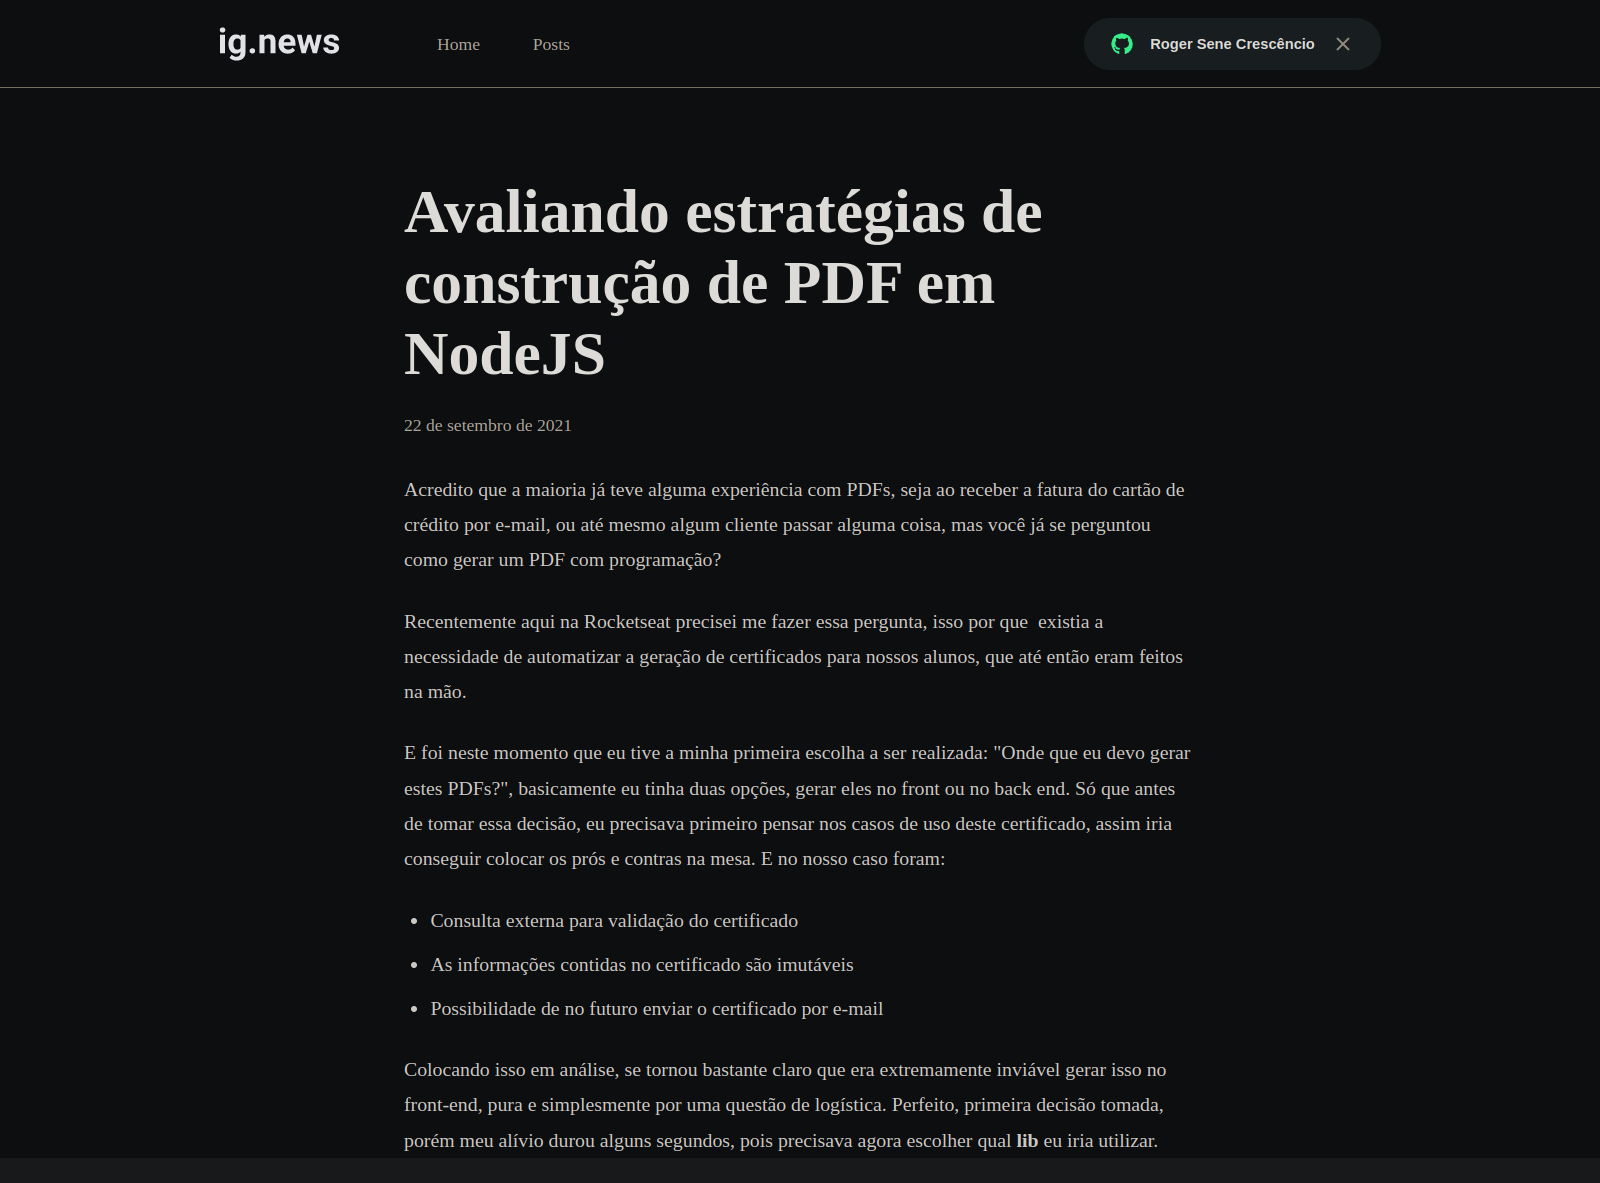 ig.news
Home
Posts
Roger Sene Crescêncio
Avaliando estratégias de
construção de PDF em
NodeJS
22 de setembro de 2021
Acredito que a maioria já teve alguma experiência com PDFs, seja ao receber a fatura do cartão de
crédito por e-mail, ou até mesmo algum cliente passar alguma coisa, mas você já se perguntou
como gerar um PDF com programação?
Recentemente aqui na Rocketseat precisei me fazer essa pergunta, isso por que  existia a
necessidade de automatizar a geração de certificados para nossos alunos, que até então eram feitos
na mão.
E foi neste momento que eu tive a minha primeira escolha a ser realizada: "Onde que eu devo gerar
estes PDFs?", basicamente eu tinha duas opções, gerar eles no front ou no back end. Só que antes
de tomar essa decisão, eu precisava primeiro pensar nos casos de uso deste certificado, assim iria
conseguir colocar os prós e contras na mesa. E no nosso caso foram:
• Consulta externa para validação do certificado
• As informações contidas no certificado são imutáveis
• Possibilidade de no futuro enviar o certificado por e-mail
Colocando isso em análise, se tornou bastante claro que era extremamente inviável gerar isso no
front-end, pura e simplesmente por uma questão de logística. Perfeito, primeira decisão tomada,
porém meu alívio durou alguns segundos, pois precisava agora escolher qual lib eu iria utilizar.